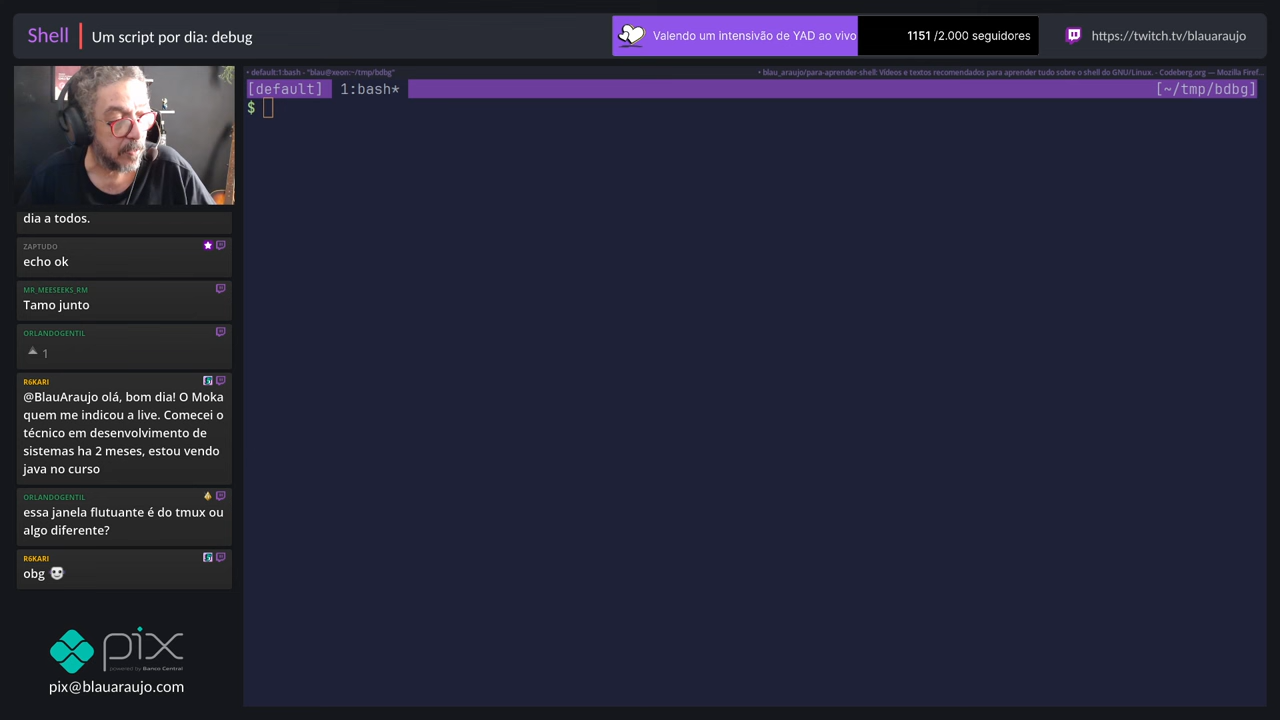 Shell
Um script por dia: debug
Valendo um intensivão de YAD ao vivo
1151 /2.000 seguidores
https://twitch.tv/blauaraujo
• default:1:bash - "blau@xeon:~/tmp/bdbg"
• blau_araujo/para-aprender-shell: Vídeos e textos recomendados para aprender tudo sobre o shell do GNU/Linux. - Codeberg.org — Mozilla Firef...
[default] 1:bash* [~/tmp/bdbg]
$
dia a todos.
ZAPTUDO
echo ok
MR_MEESEEKS_RM
Tamo junto
ORLANDOGENTIL
1
R6KARI
@BlauAraujo olá, bom dia! O Moka
quem me indicou a live. Comecei o
técnico em desenvolvimento de
sistemas ha 2 meses, estou vendo
java no curso
ORLANDOGENTIL
essa janela flutuante é do tmux ou
algo diferente?
R6KARI
obg
pix
powered by Banco Central
pix@blauaraujo.com